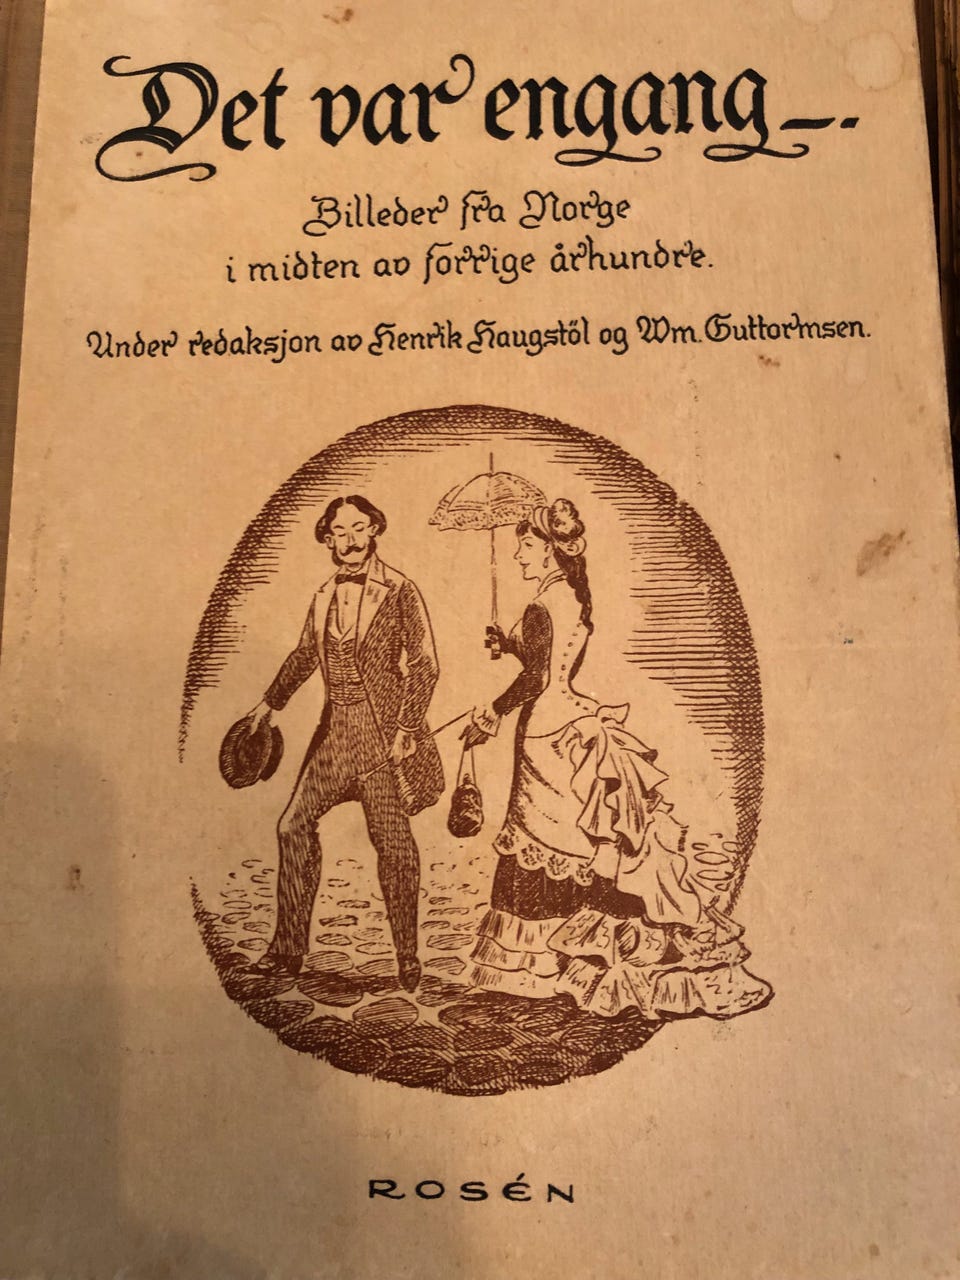 Det var engang—.
Billeder fra Norge
i midten av forrige århundre.
Under redaksjon av Henrik Haugstöl og Wm. Guttormsen.
ROSÉN